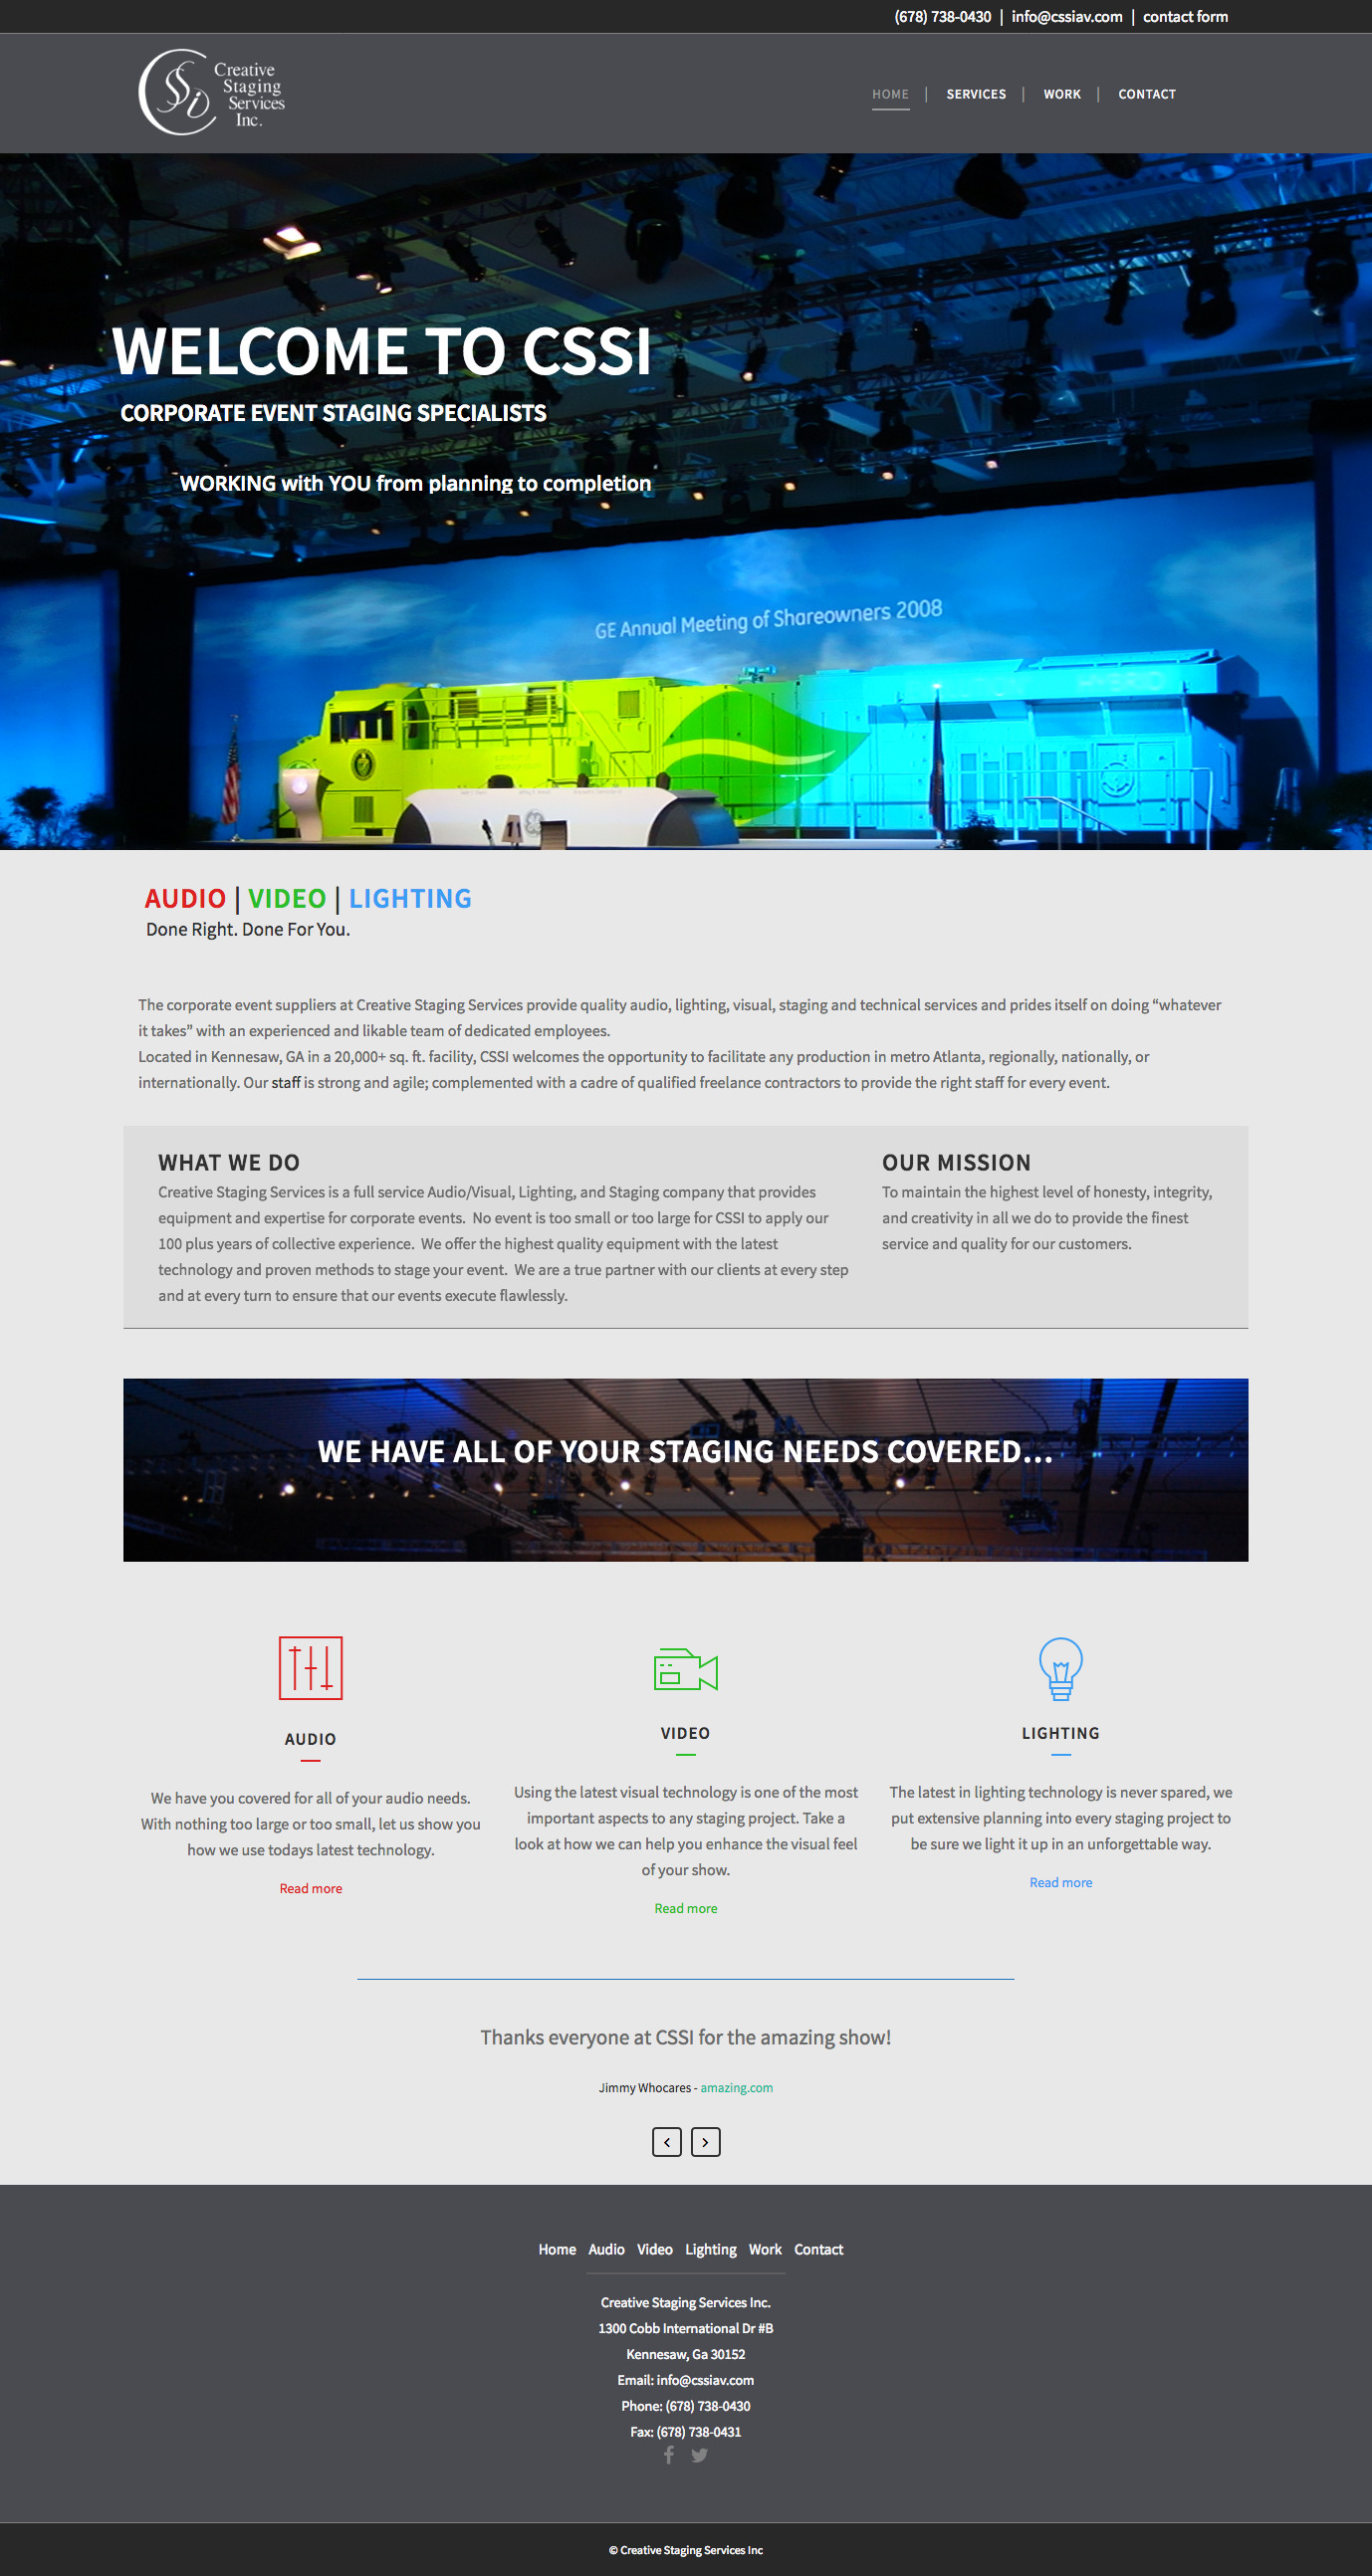 (678) 738-0430 | info@cssiav.com | contact form
Creative
Staging
Services
Inc.
HOME | SERVICES | WORK | CONTACT
WELCOME TO CSSI
CORPORATE EVENT STAGING SPECIALISTS
WORKING with YOU from planning to completion
GE Annual Meeting of Shareowners 2008
AUDIO | VIDEO | LIGHTING
Done Right. Done For You.
The corporate event suppliers at Creative Staging Services provide quality audio, lighting, visual, staging and technical services and prides itself on doing “whatever
it takes” with an experienced and likable team of dedicated employees.
Located in Kennesaw, GA in a 20,000+ sq. ft. facility, CSSI welcomes the opportunity to facilitate any production in metro Atlanta, regionally, nationally, or
internationally. Our staff is strong and agile; complemented with a cadre of qualified freelance contractors to provide the right staff for every event.
WHAT WE DO
Creative Staging Services is a full service Audio/Visual, Lighting, and Staging company that provides
equipment and expertise for corporate events. No event is too small or too large for CSSI to apply our
100 plus years of collective experience. We offer the highest quality equipment with the latest
technology and proven methods to stage your event. We are a true partner with our clients at every step
and at every turn to ensure that our events execute flawlessly.
OUR MISSION
To maintain the highest level of honesty, integrity,
and creativity in all we do to provide the finest
service and quality for our customers.
WE HAVE ALL OF YOUR STAGING NEEDS COVERED...
AUDIO
We have you covered for all of your audio needs.
With nothing too large or too small, let us show you
how we use todays latest technology.
Read more
VIDEO
Using the latest visual technology is one of the most
important aspects to any staging project. Take a
look at how we can help you enhance the visual feel
of your show.
Read more
LIGHTING
The latest in lighting technology is never spared, we
put extensive planning into every staging project to
be sure we light it up in an unforgettable way.
Read more
Thanks everyone at CSSI for the amazing show!
Jimmy Whocares - amazing.com
Home Audio Video Lighting Work Contact
Creative Staging Services Inc.
1300 Cobb International Dr #B
Kennesaw, Ga 30152
Email: info@cssiav.com
Phone: (678) 738-0430
Fax: (678) 738-0431
© Creative Staging Services Inc